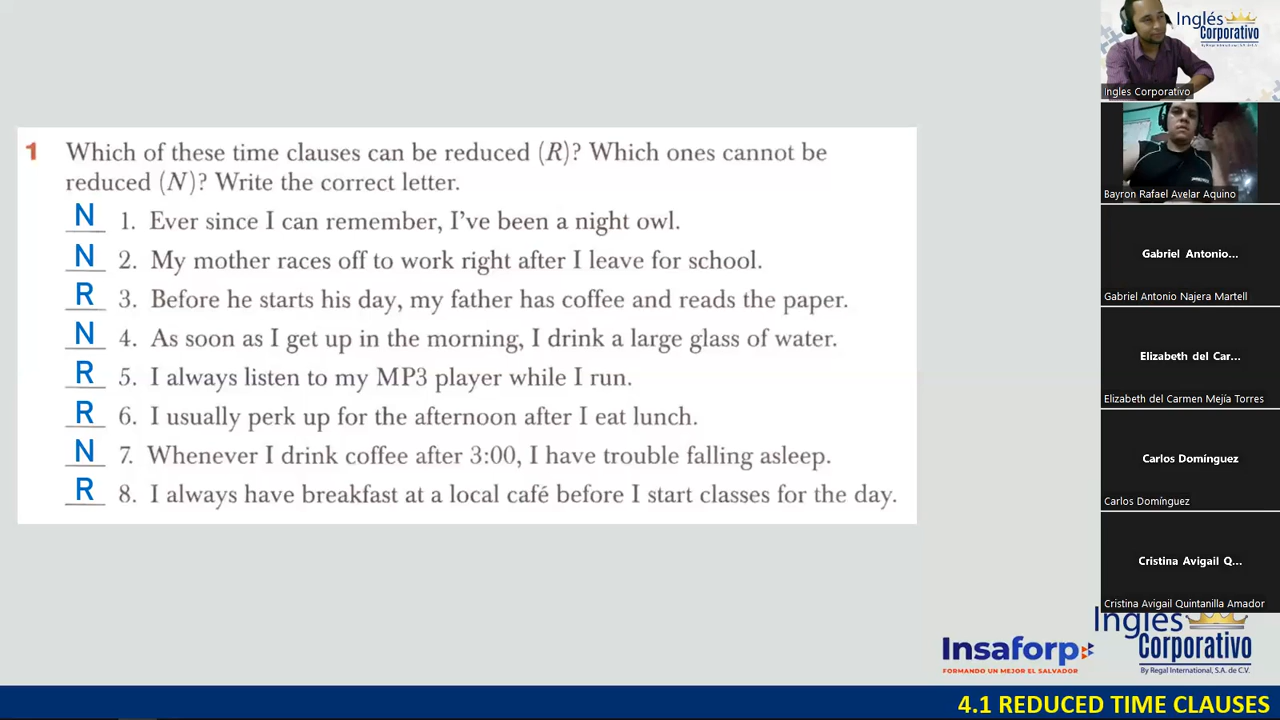 1 Which of these time clauses can be reduced (R)? Which ones cannot be
reduced (N)? Write the correct letter.
N 1. Ever since I can remember, I've been a night owl.
N 2. My mother races off to work right after I leave for school.
R 3. Before he starts his day, my father has coffee and reads the paper.
N 4. As soon as I get up in the morning, I drink a large glass of water.
R 5. I always listen to my MP3 player while I run.
R 6. I usually perk up for the afternoon after I eat lunch.
N 7. Whenever I drink coffee after 3:00, I have trouble falling asleep.
R 8. I always have breakfast at a local café before I start classes for the day.
Inglés
Corporativo
By Regal International, S.A. de C.V.
Ingles Corporativo
Bayron Rafael Avelar Aquino
Gabriel Antonio...
Gabriel Antonio Najera Martell
Elizabeth del Car...
Elizabeth del Carmen Mejía Torres
Carlos Domínguez
Carlos Domínguez
Cristina Avigail Q...
Cristina Avigail Quintanilla Amador
Insaforp
FORMANDO UN MEJOR EL SALVADOR
Inglés
Corporativo
By Regal International, S.A. de C.V.
4.1 REDUCED TIME CLAUSES